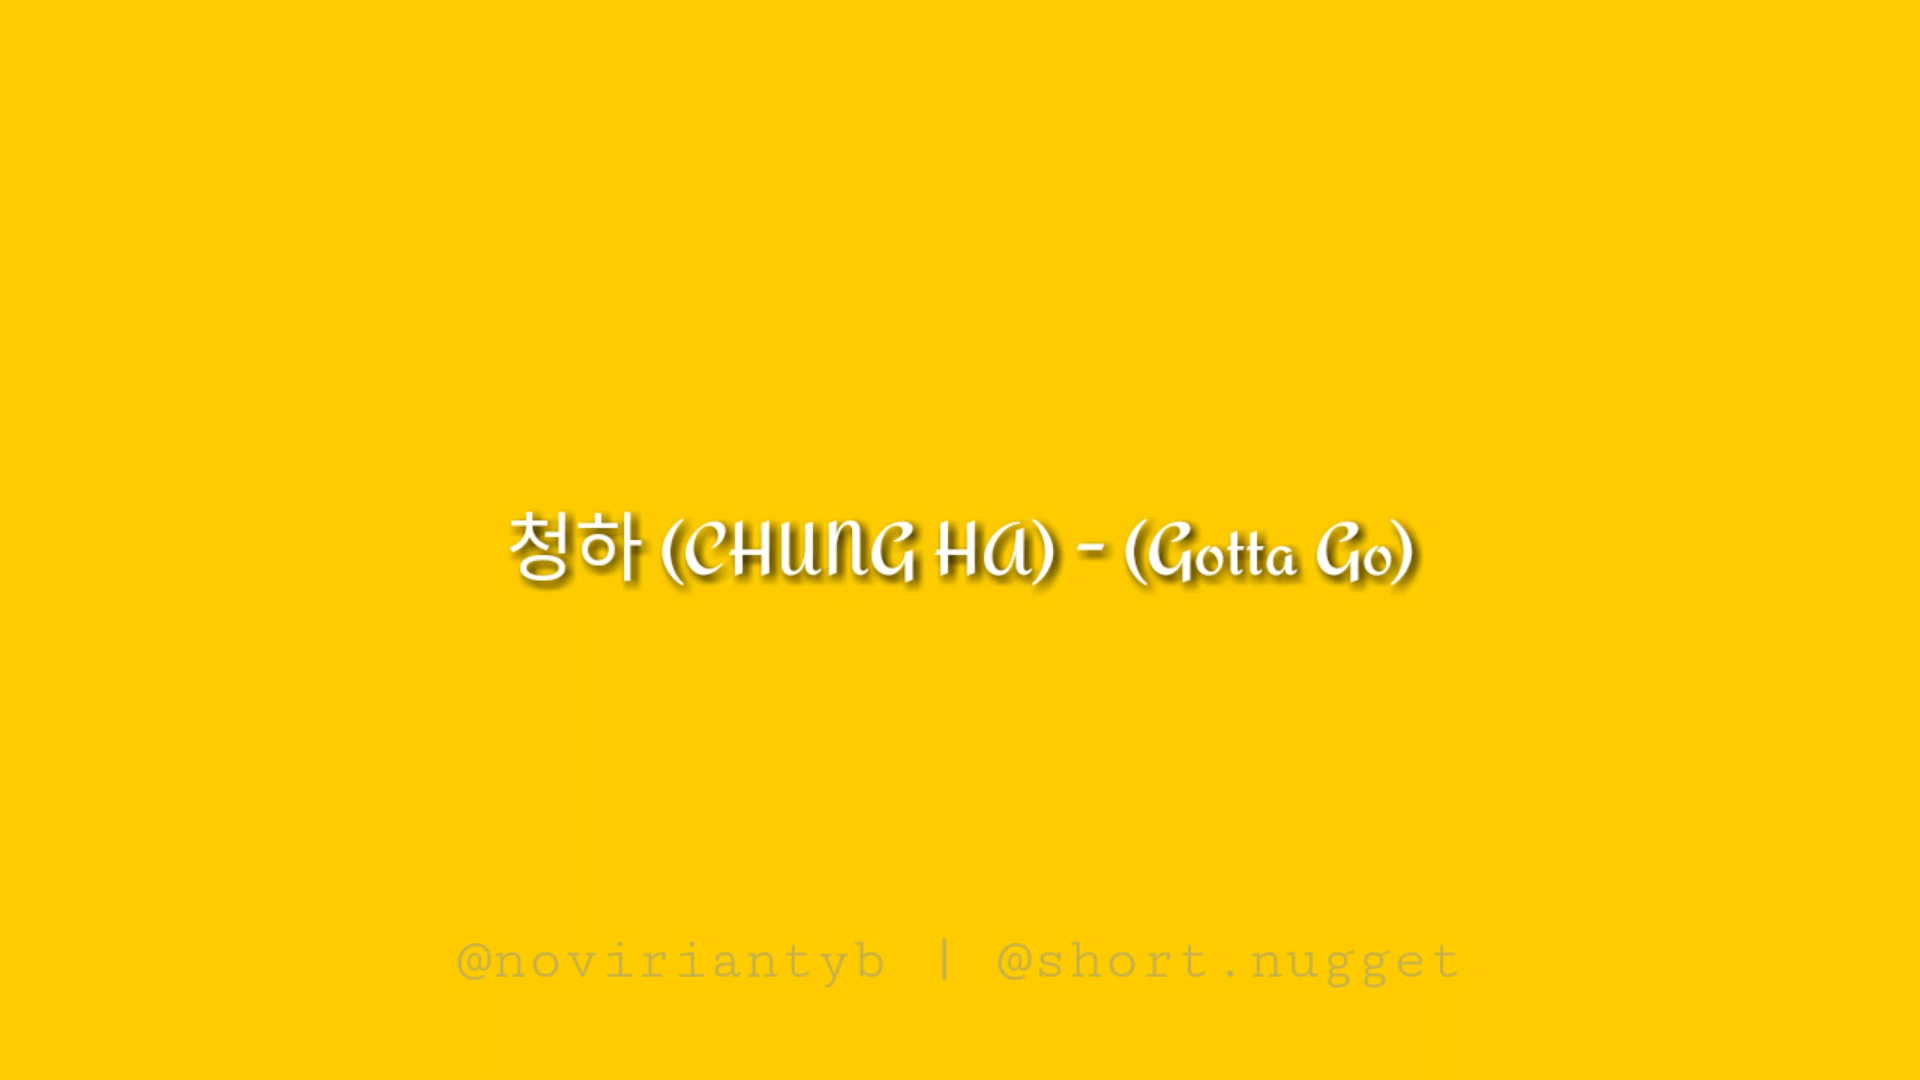 청하 (CHUNG HA) - (Gotta Go)
@noviriantyb | @short.nugget